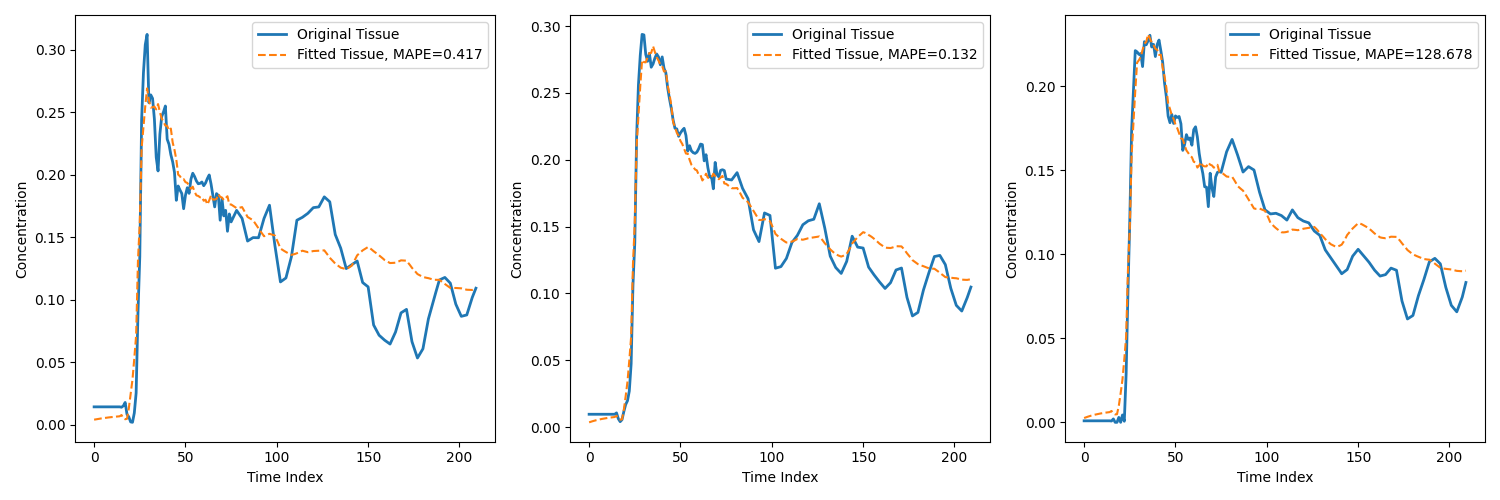 Original Tissue
Fitted Tissue, MAPE=0.417
0.30
0.25
0.20
0.15
0.10
0.05
0.00
Concentration
0
50
100
150
200
Time Index
Original Tissue
Fitted Tissue, MAPE=0.132
0.30
0.25
0.20
0.15
0.10
0.05
0.00
Concentration
0
50
100
150
200
Time Index
Original Tissue
Fitted Tissue, MAPE=128.678
0.20
0.15
0.10
0.05
0.00
Concentration
0
50
100
150
200
Time Index